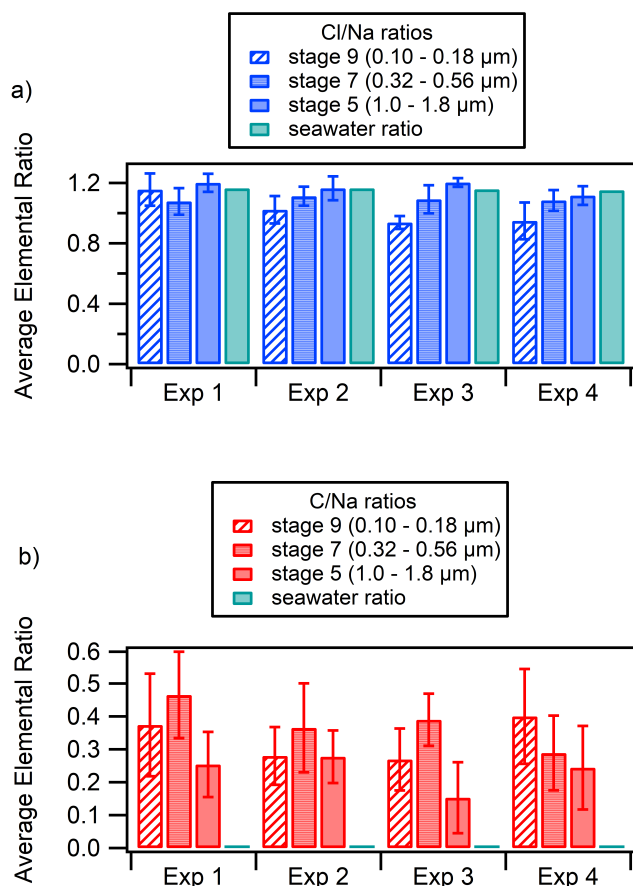 Cl/Na ratios
stage 9 (0.10 - 0.18 µm)
stage 7 (0.32 - 0.56 µm)
stage 5 (1.0 - 1.8 µm)
seawater ratio
a)
Average Elemental Ratio
1.2
0.8
0.4
0.0
Exp 1 Exp 2 Exp 3 Exp 4
C/Na ratios
stage 9 (0.10 - 0.18 µm)
stage 7 (0.32 - 0.56 µm)
stage 5 (1.0 - 1.8 µm)
seawater ratio
b)
Average Elemental Ratio
0.6
0.5
0.4
0.3
0.2
0.1
0.0
Exp 1 Exp 2 Exp 3 Exp 4